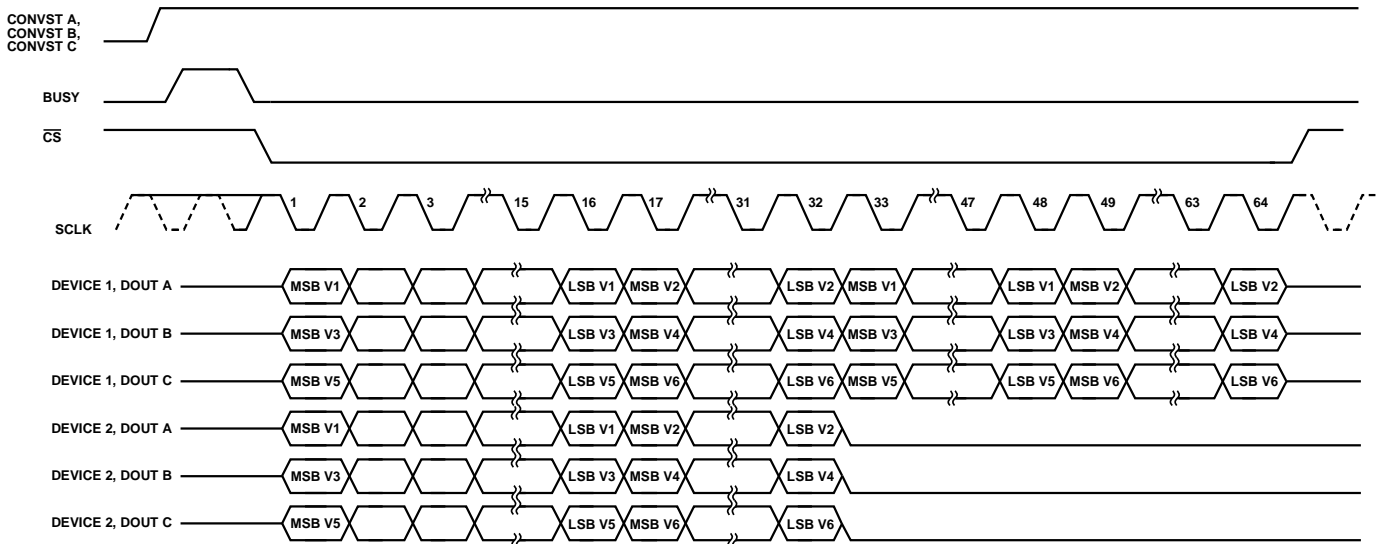 CONVST A,
CONVST B,
CONVST C
BUSY
CS
SCLK
1 2 3 15 16 17 31 32 33 47 48 49 63 64
DEVICE 1, DOUT A MSB V1 LSB V1 MSB V2 LSB V2 MSB V1 LSB V1 MSB V2 LSB V2
DEVICE 1, DOUT B MSB V3 LSB V3 MSB V4 LSB V4 MSB V3 LSB V3 MSB V4 LSB V4
DEVICE 1, DOUT C MSB V5 LSB V5 MSB V6 LSB V6 MSB V5 LSB V5 MSB V6 LSB V6
DEVICE 2, DOUT A MSB V1 LSB V1 MSB V2 LSB V2
DEVICE 2, DOUT B MSB V3 LSB V3 MSB V4 LSB V4
DEVICE 2, DOUT C MSB V5 LSB V5 MSB V6 LSB V6